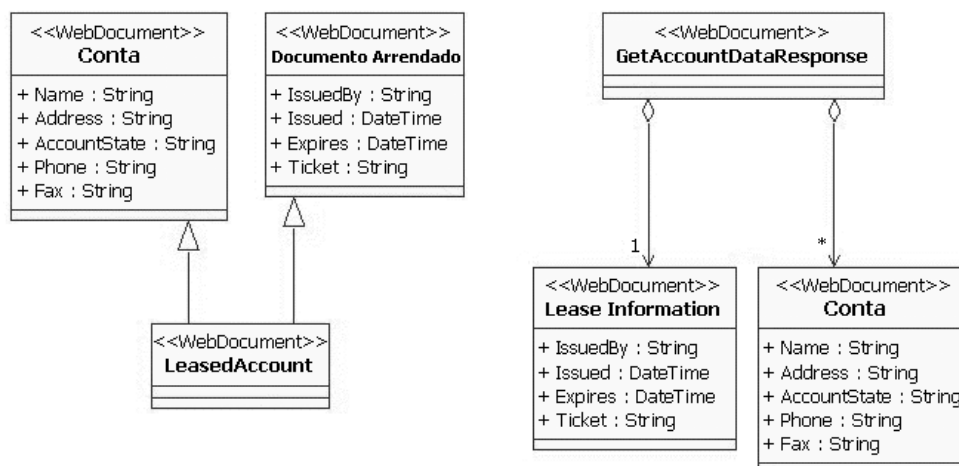 <<WebDocument>>
Conta
+ Name : String
+ Address : String
+ AccountState : String
+ Phone : String
+ Fax : String
<<WebDocument>>
Documento Arrendado
+ IssuedBy : String
+ Issued : DateTime
+ Expires : DateTime
+ Ticket : String
<<WebDocument>>
LeasedAccount
<<WebDocument>>
GetAccountDataResponse
1
*
<<WebDocument>>
Lease Information
+ IssuedBy : String
+ Issued : DateTime
+ Expires : DateTime
+ Ticket : String
<<WebDocument>>
Conta
+ Name : String
+ Address : String
+ AccountState : String
+ Phone : String
+ Fax : String